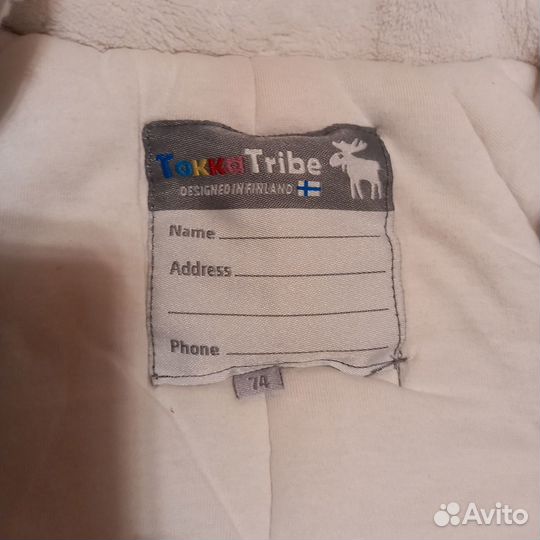 TokkaTribe
DESIGNED IN FINLAND
Name
Address
Phone
74
Avito